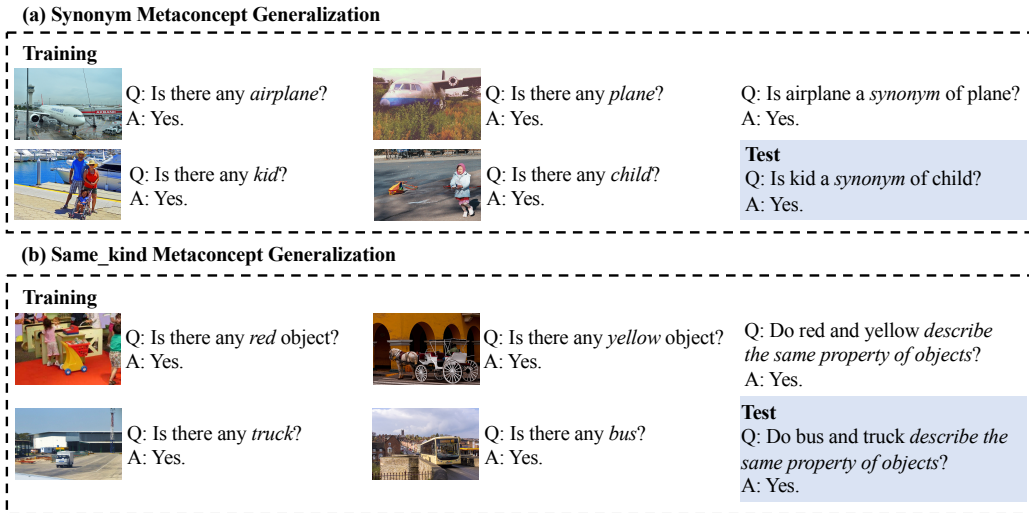 (a) Synonym Metaconcept Generalization
Training
Q: Is there any airplane?
A: Yes.
Q: Is there any plane?
A: Yes.
Q: Is airplane a synonym of plane?
A: Yes.
Q: Is there any kid?
A: Yes.
Q: Is there any child?
A: Yes.
Test
Q: Is kid a synonym of child?
A: Yes.
(b) Same_kind Metaconcept Generalization
Training
Q: Is there any red object?
A: Yes.
Q: Is there any yellow object?
A: Yes.
Q: Do red and yellow describe
the same property of objects?
A: Yes.
Q: Is there any truck?
A: Yes.
Q: Is there any bus?
A: Yes.
Test
Q: Do bus and truck describe the
same property of objects?
A: Yes.